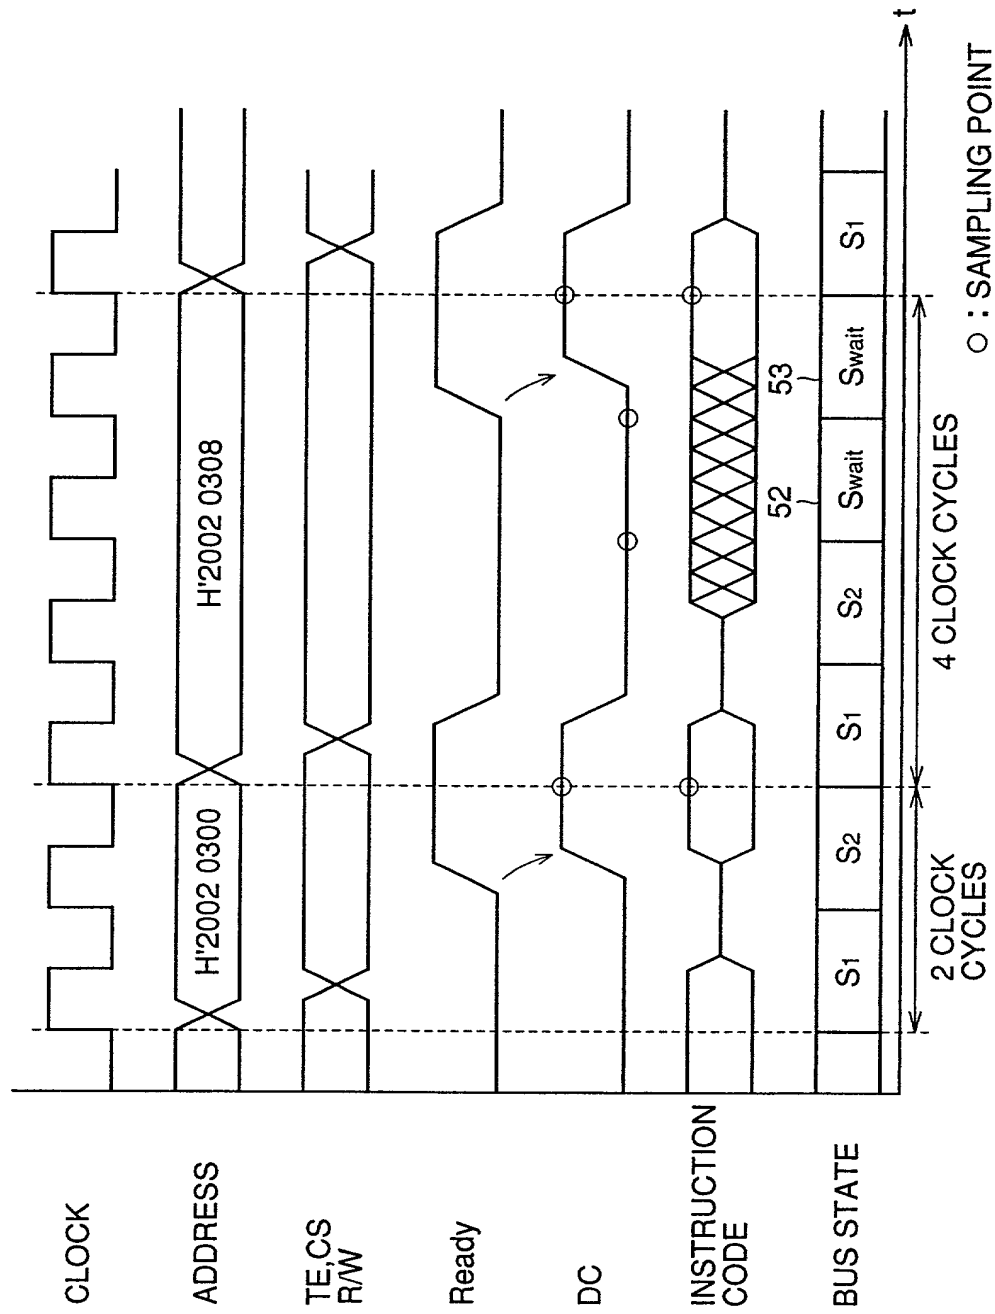 CLOCK
ADDRESS
H'2002 0300
H'2002 0308
TE,CS
R/W
Ready
DC
INSTRUCTION
CODE
52
53
BUS STATE
S1
S2
S1
S2
Swait
Swait
S1
t
2 CLOCK
CYCLES
4 CLOCK CYCLES
○ : SAMPLING POINT